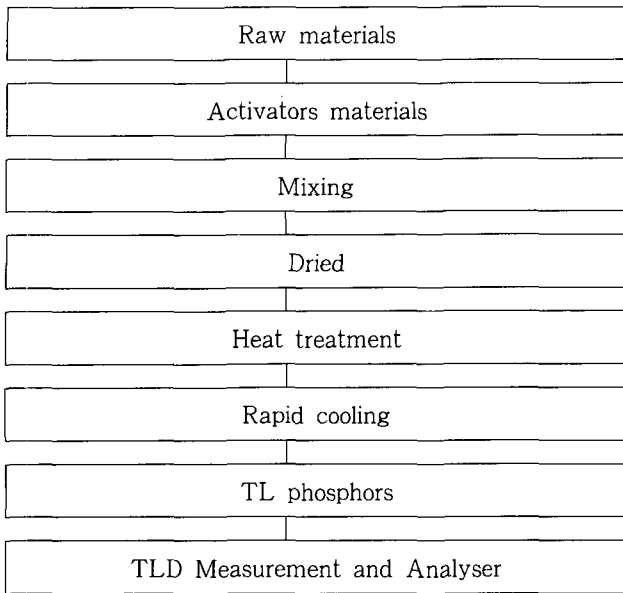 Raw materials
Activators materials
Mixing
Dried
Heat treatment
Rapid cooling
TL phosphors
TLD Measurement and Analyser